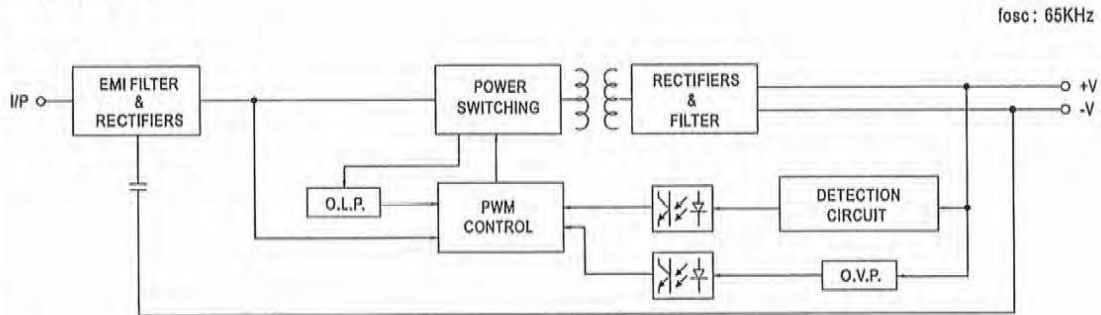 fosc : 65KHz
I/P
EMI FILTER
&
RECTIFIERS
POWER
SWITCHING
RECTIFIERS
&
FILTER
+V
-V
O.L.P.
PWM
CONTROL
DETECTION
CIRCUIT
O.V.P.